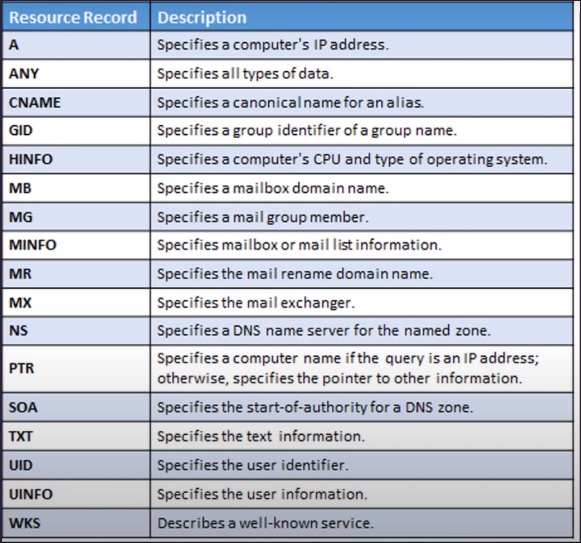 Resource Record Description
A Specifies a computer's IP address.
ANY Specifies all types of data.
CNAME Specifies a canonical name for an alias.
GID Specifies a group identifier of a group name.
HINFO Specifies a computer's CPU and type of operating system.
MB Specifies a mailbox domain name.
MG Specifies a mail group member.
MINFO Specifies mailbox or mail list information.
MR Specifies the mail rename domain name.
MX Specifies the mail exchanger.
NS Specifies a DNS name server for the named zone.
PTR Specifies a computer name if the query is an IP address;
otherwise, specifies the pointer to other information.
SOA Specifies the start-of-authority for a DNS zone.
TXT Specifies the text information.
UID Specifies the user identifier.
UINFO Specifies the user information.
WKS Describes a well-known service.